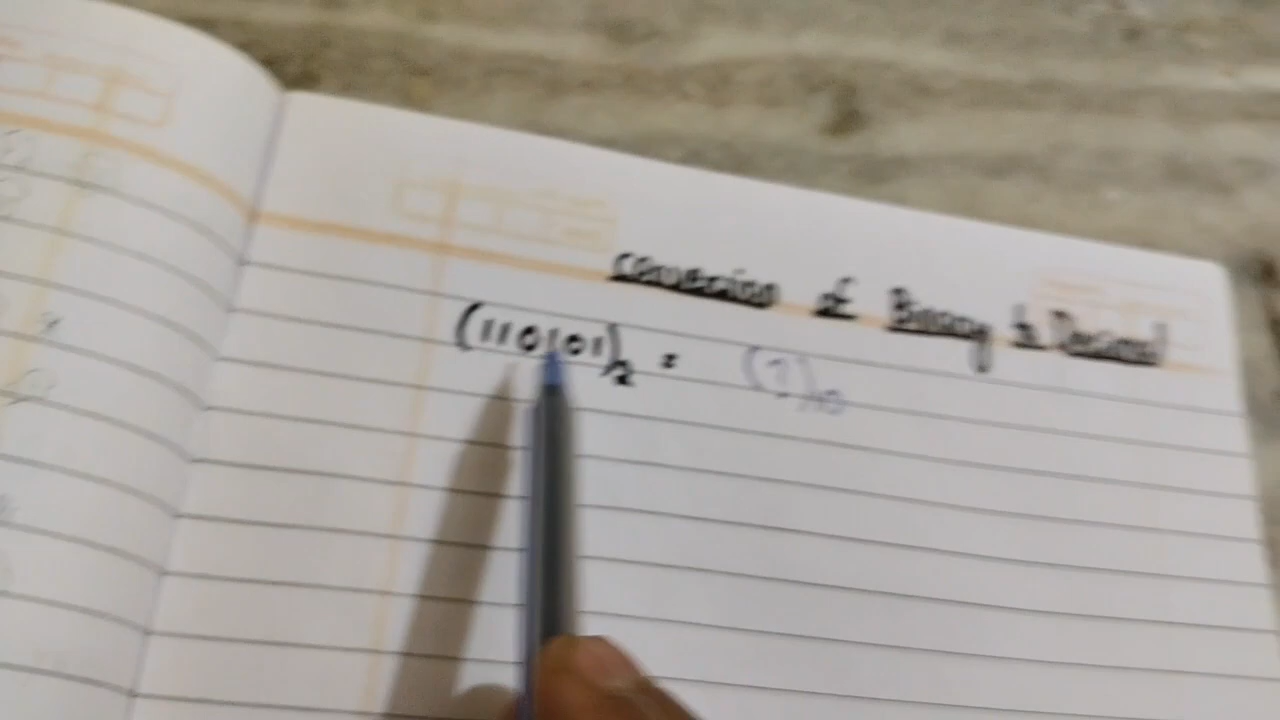 conversion of Binary to Decimal
(110101)2 = (?)10